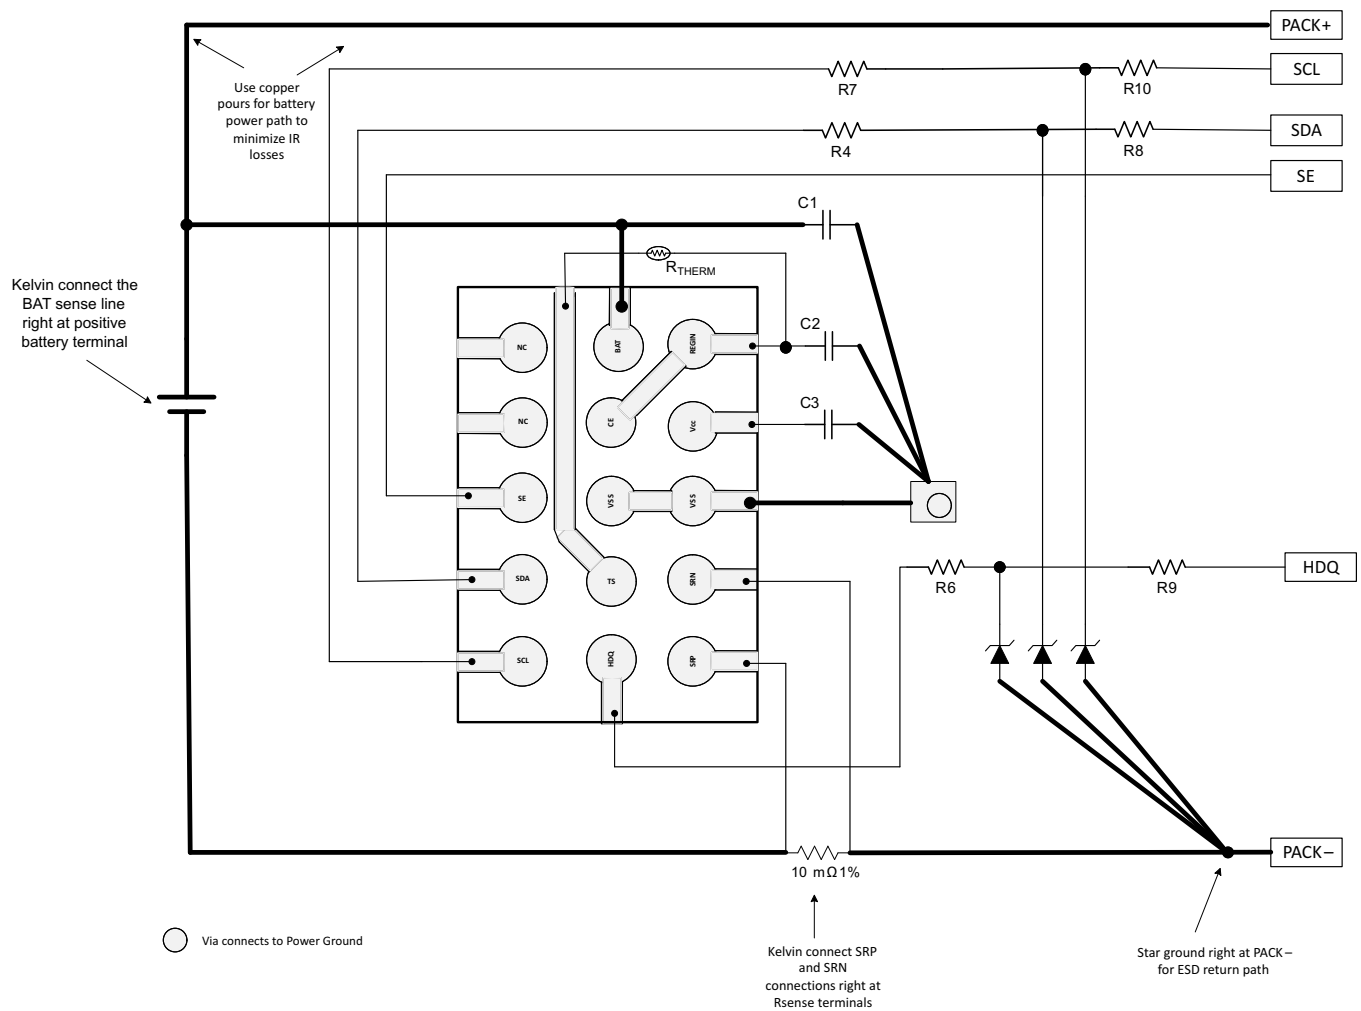 PACK+
SCL
R7
R10
Use copper
pours for battery
power path to
minimize IR
losses
SDA
R4
R8
SE
C1
RTHERM
Kelvin connect the
BAT sense line
right at positive
battery terminal
C2
NC
BAT
REGIN
C3
NC
CE
Vcc
SE
VSS
VSS
SDA
TS
SRN
R6
R9
HDQ
SCL
HDQ
SRP
PACK–
10 mΩ1%
Via connects to Power Ground
Kelvin connect SRP
and SRN
connections right at
Rsense terminals
Star ground right at PACK–
for ESD return path